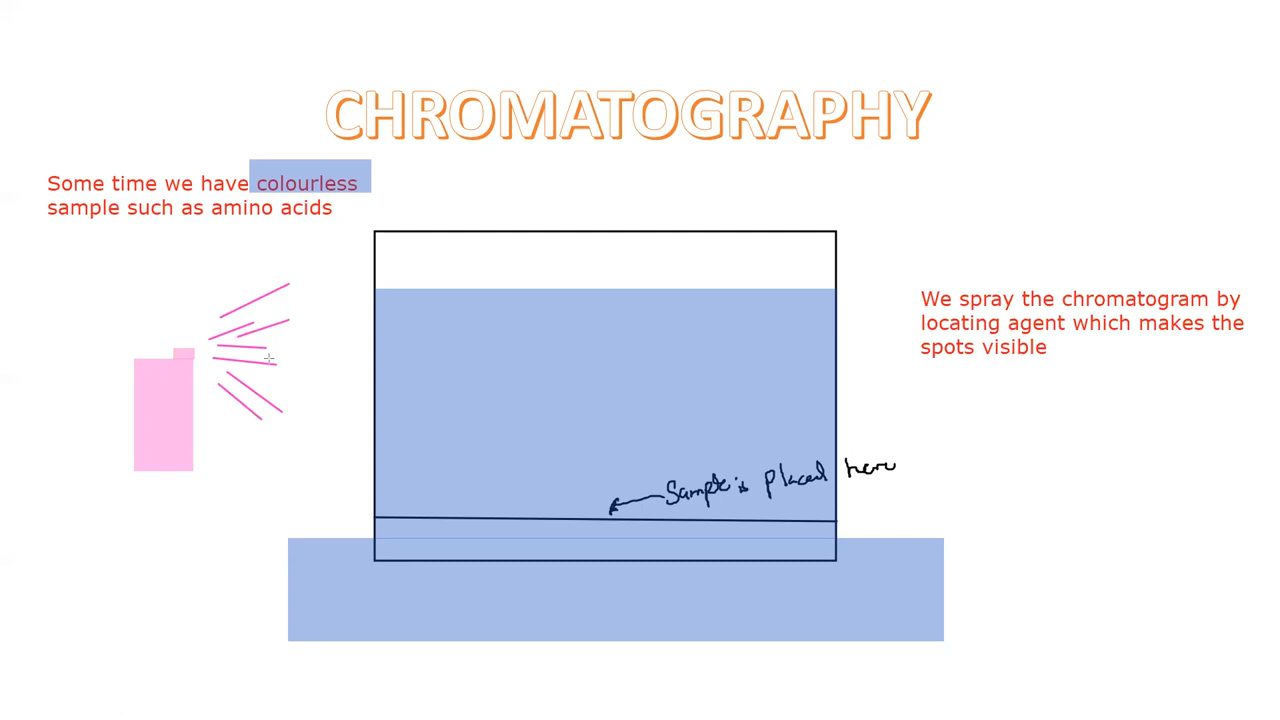 CHROMATOGRAPHY
Some time we have colourless
sample such as amino acids
We spray the chromatogram by
locating agent which makes the
spots visible
Sample is placed here